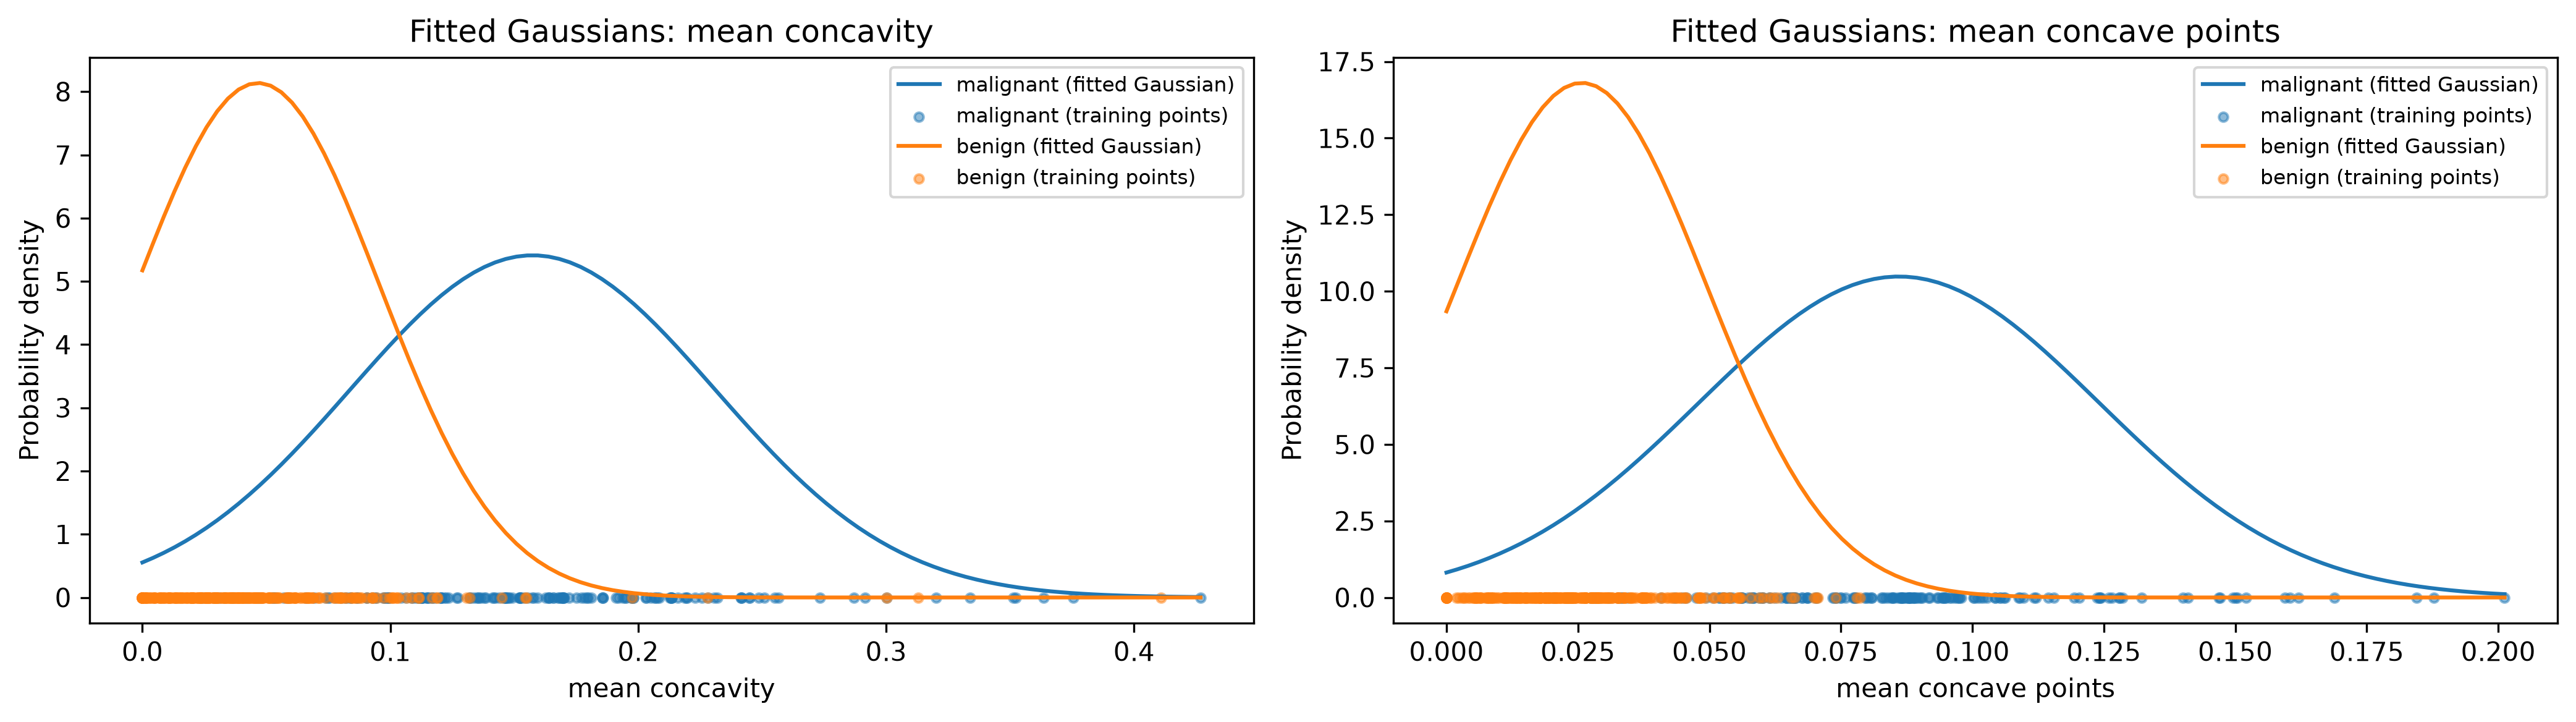 Fitted Gaussians: mean concavity
Probability density
8
7
6
5
4
3
2
1
0
0.0 0.1 0.2 0.3 0.4
mean concavity
malignant (fitted Gaussian)
malignant (training points)
benign (fitted Gaussian)
benign (training points)
Fitted Gaussians: mean concave points
Probability density
17.5
15.0
12.5
10.0
7.5
5.0
2.5
0.0
0.000 0.025 0.050 0.075 0.100 0.125 0.150 0.175 0.200
mean concave points
malignant (fitted Gaussian)
malignant (training points)
benign (fitted Gaussian)
benign (training points)